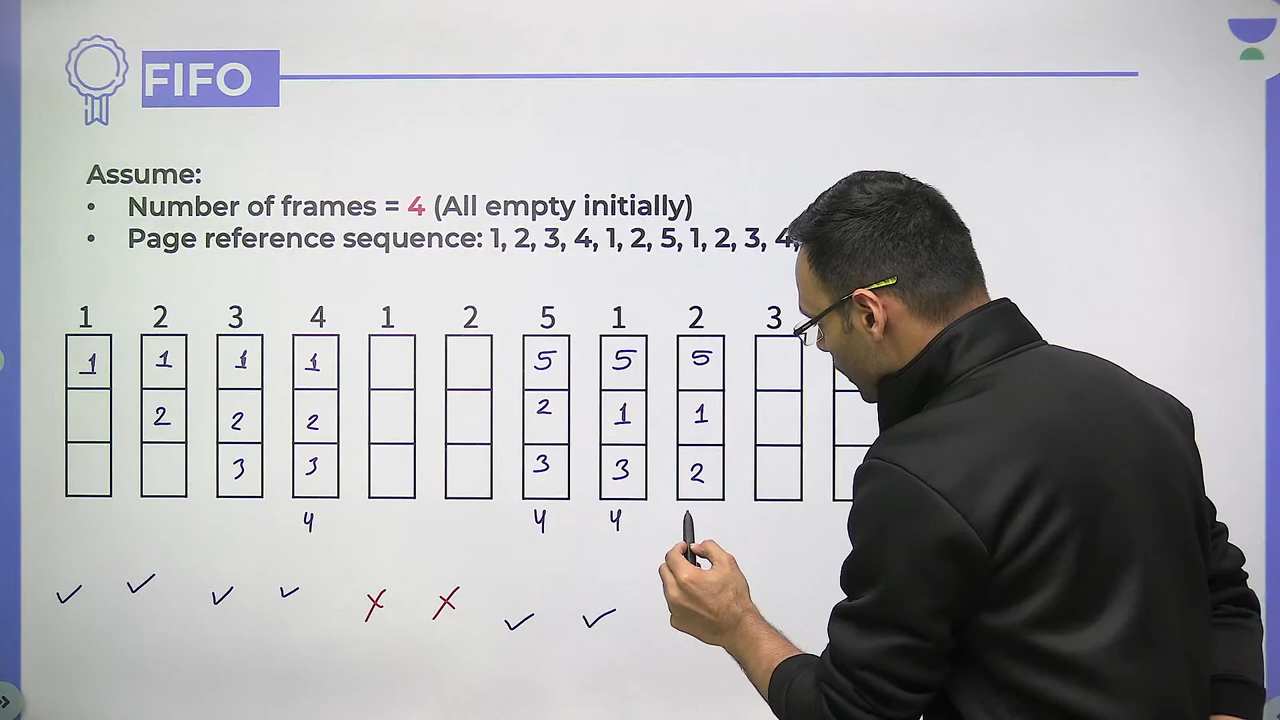 FIFO
Assume:
• Number of frames = 4 (All empty initially)
• Page reference sequence: 1, 2, 3, 4, 1, 2, 5, 1, 2, 3, 4,
1 2 3 4 1 2 5 1 2 3
1 1 1 1 5 5 5
2 2 2 2 1 1
3 3 3 3 2
4 4 4
✓ ✓ ✓ ✓ ✗ ✗ ✓ ✓
»